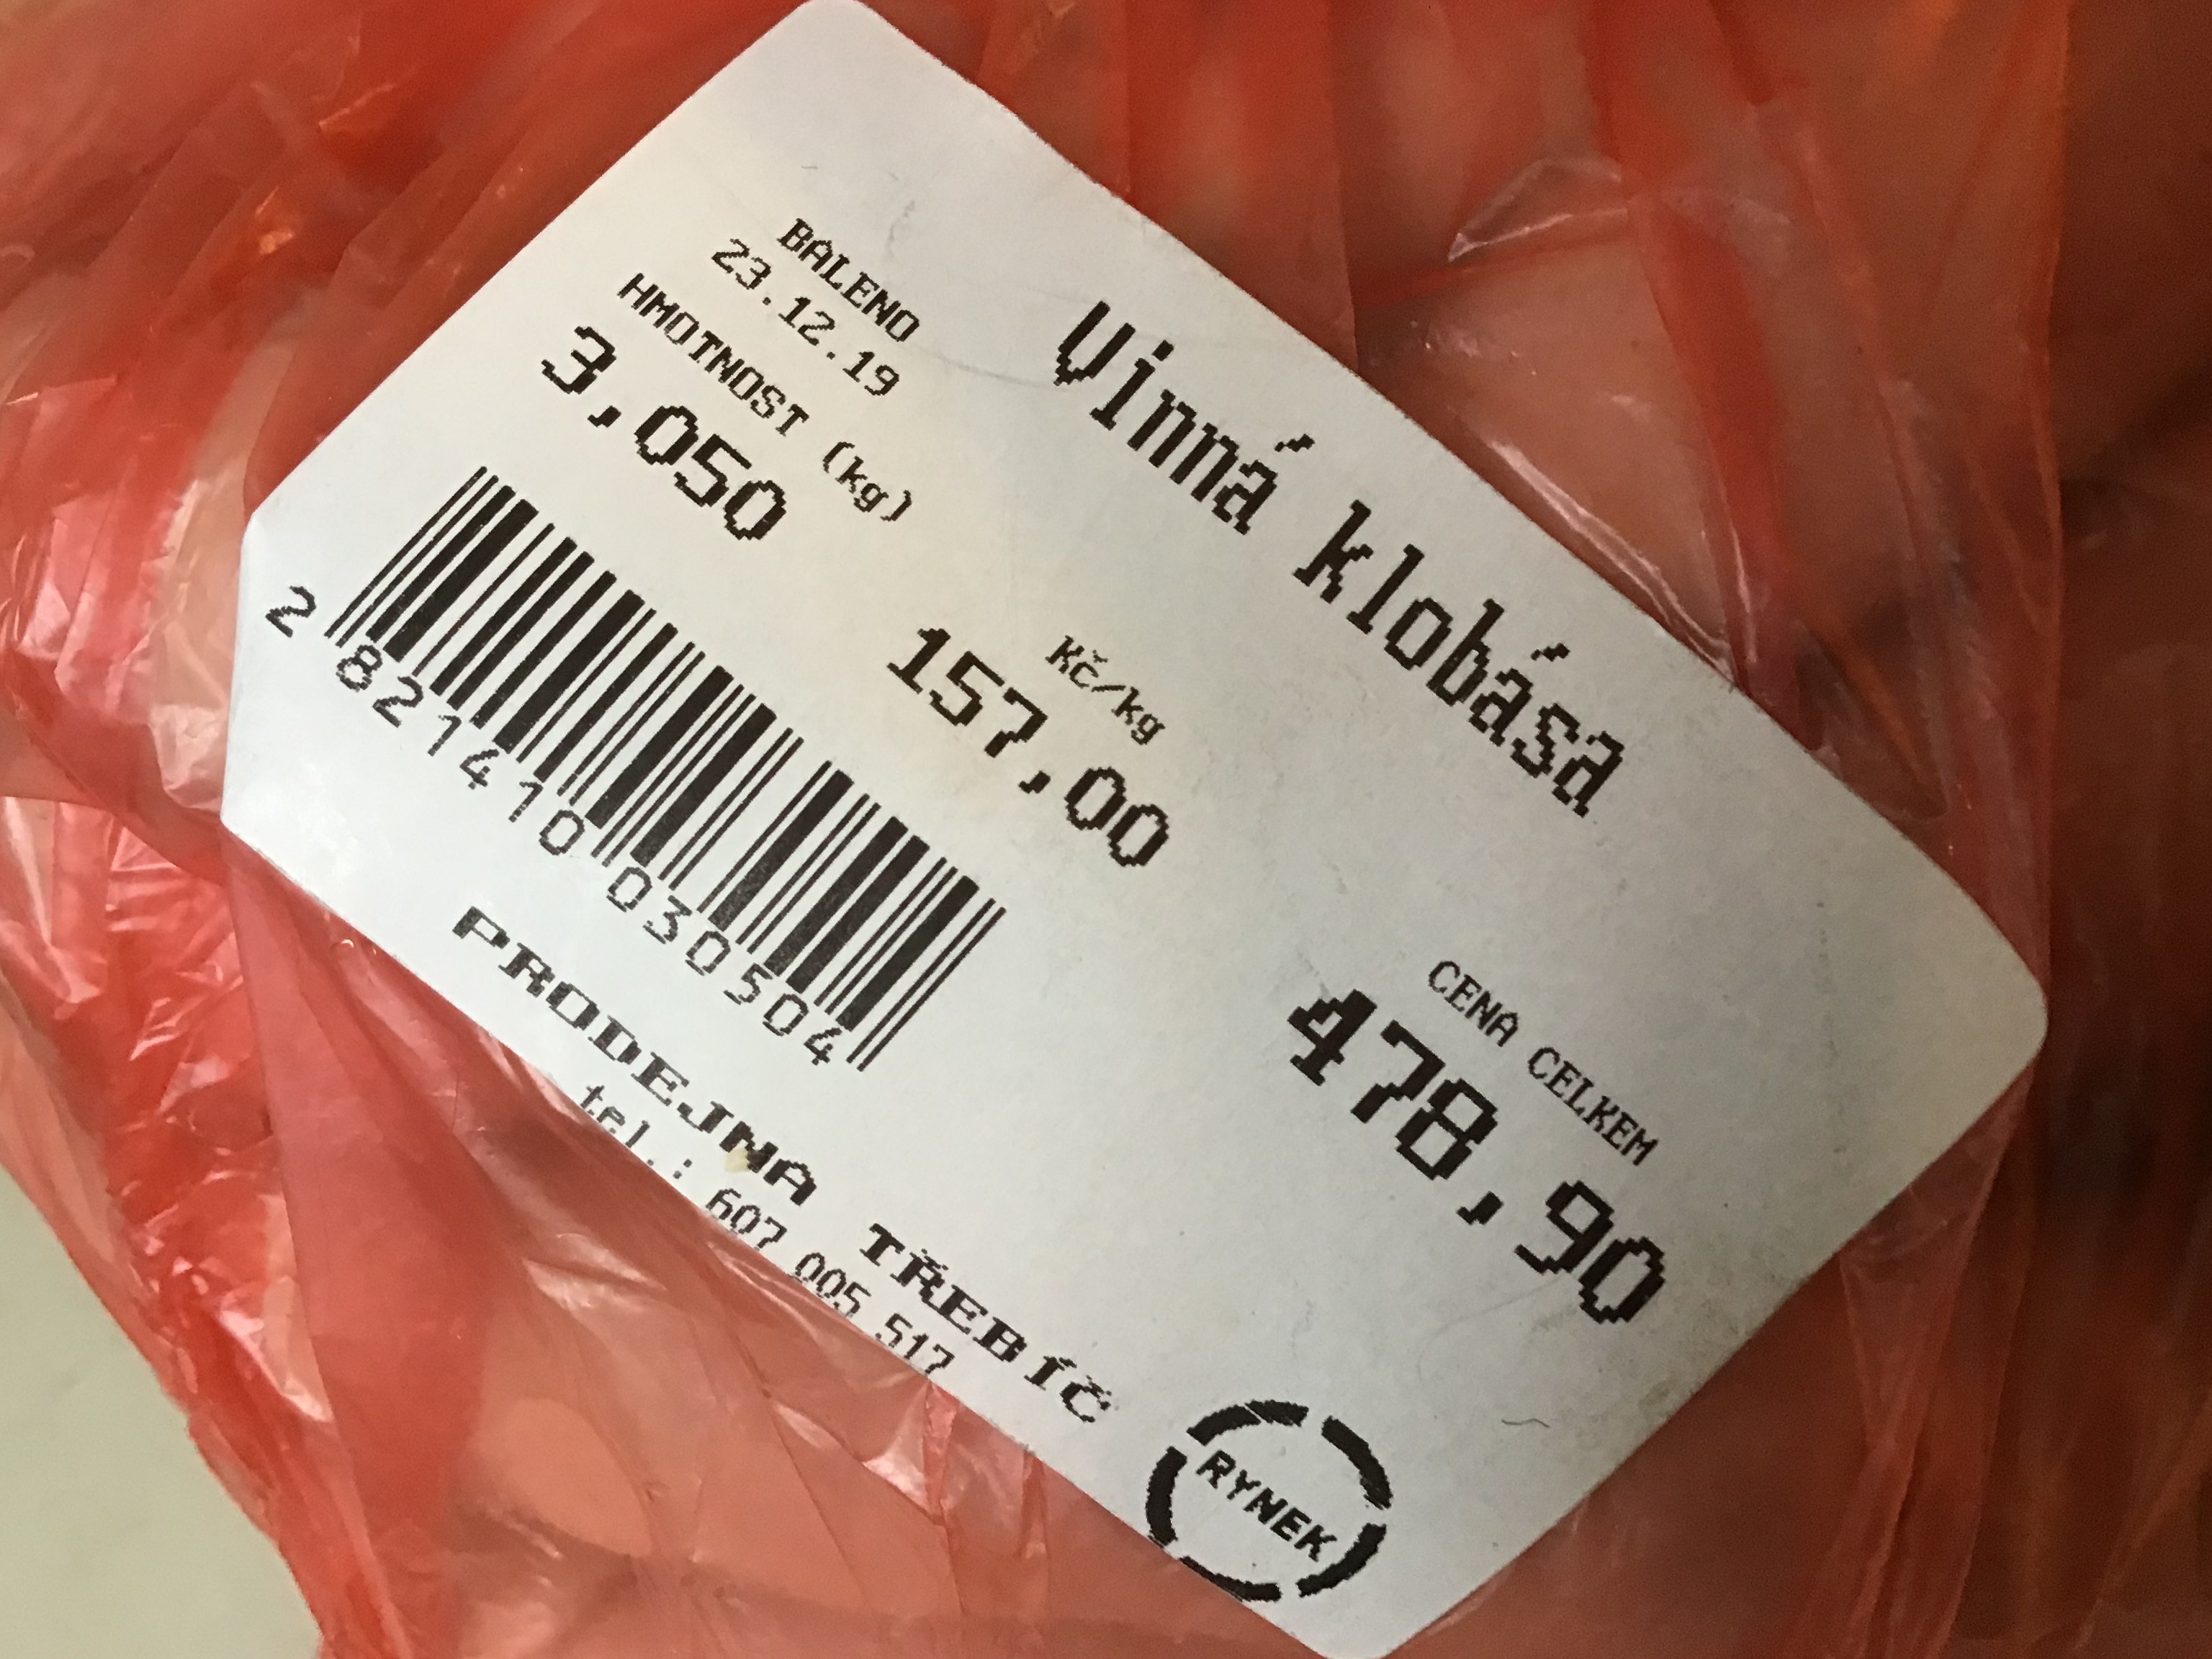 Vinná klobása
BALENO
23.12.19
HMOTNOST (kg)
3,050
Kč/kg
157,00
CENA CELKEM
478,90
2 821410 030504
PRODEJNA TŘEBÍČ
tel.: 607 005 517
RYNEK